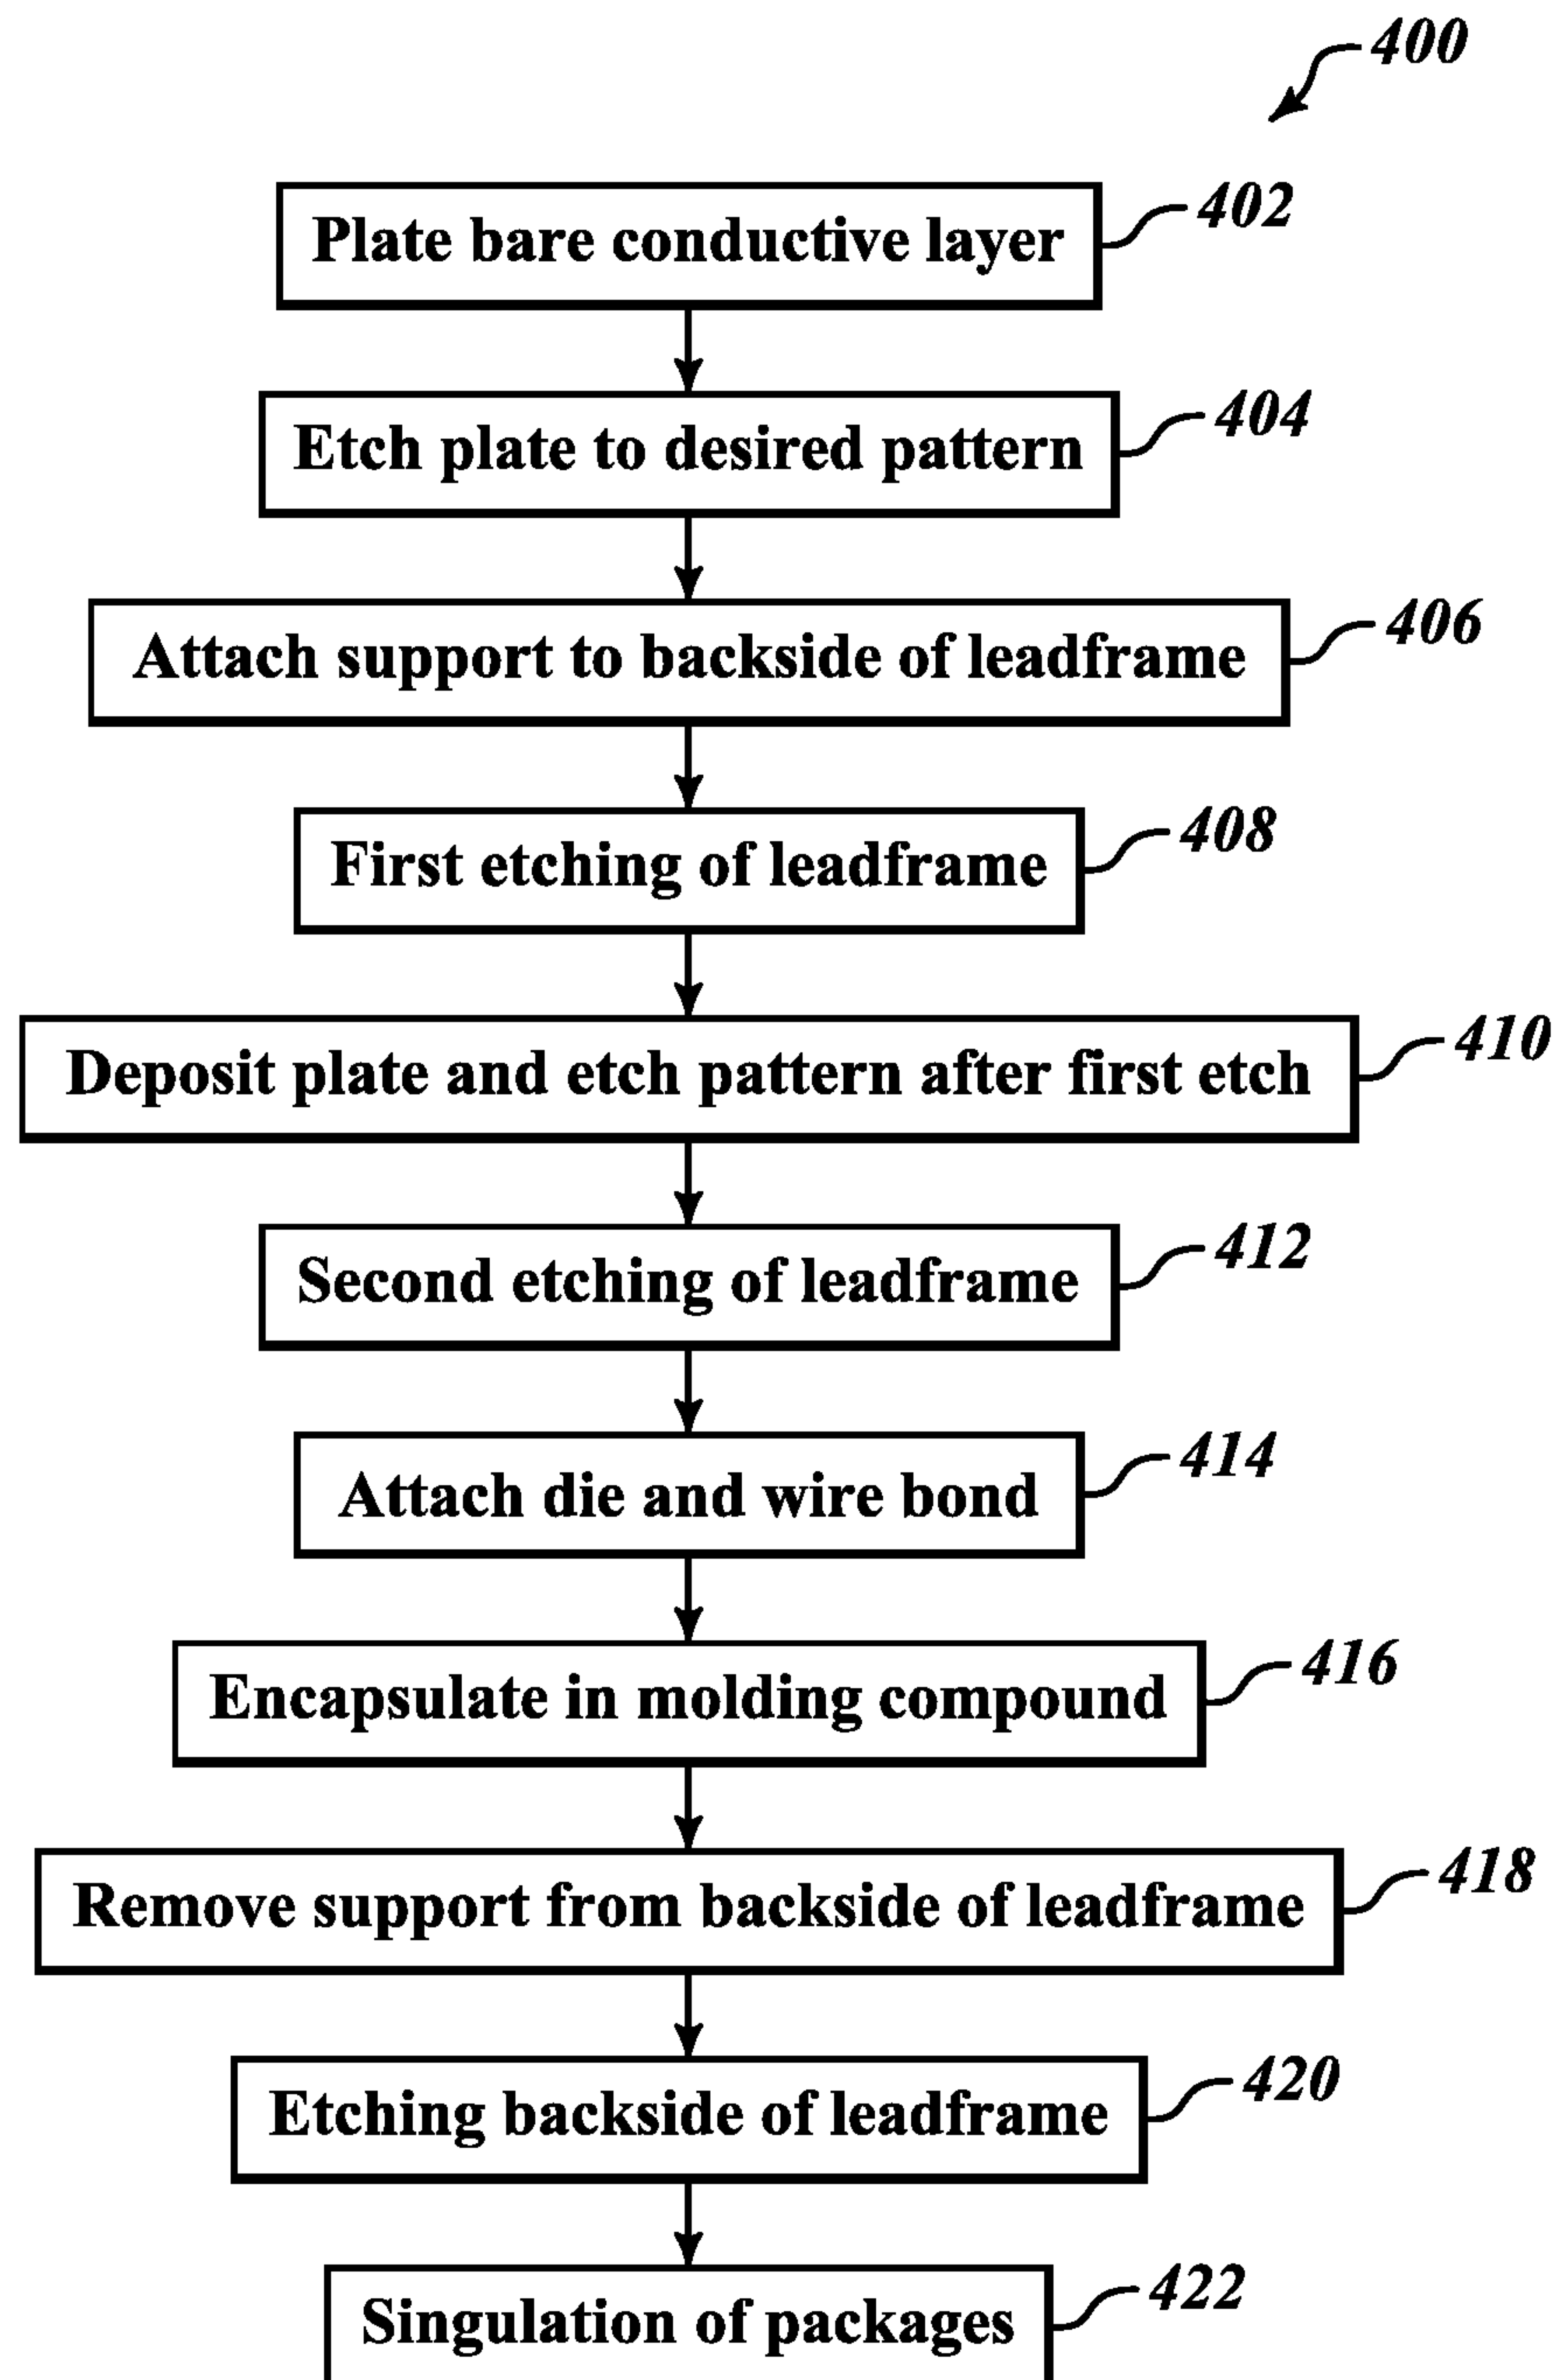 400
Plate bare conductive layer 402
Etch plate to desired pattern 404
Attach support to backside of leadframe 406
First etching of leadframe 408
Deposit plate and etch pattern after first etch 410
Second etching of leadframe 412
Attach die and wire bond 414
Encapsulate in molding compound 416
Remove support from backside of leadframe 418
Etching backside of leadframe 420
Singulation of packages 422